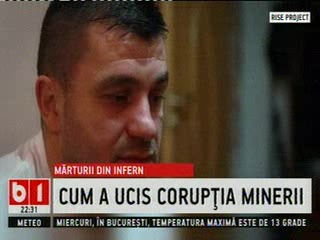 RISE PROJECT
MĂRTURII DIN INFERN
CUM A UCIS CORUPȚIA MINERII
b1
22:31
METEO MIERCURI, ÎN BUCUREȘTI, TEMPERATURA MAXIMĂ ESTE DE 13 GRADE